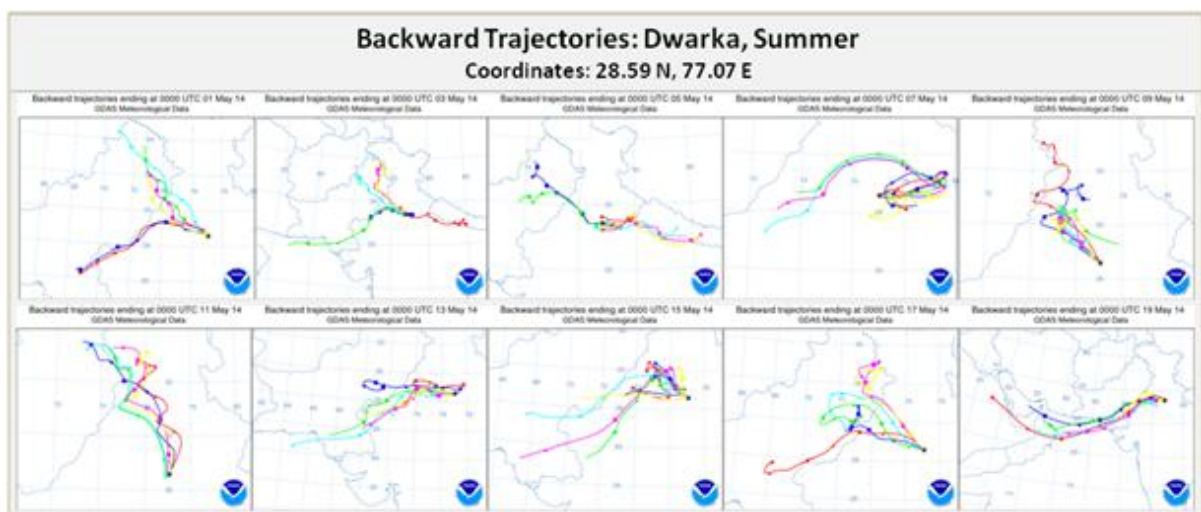 Backward Trajectories: Dwarka, Summer
Coordinates: 28.59 N, 77.07 E
Backward trajectories ending at 0000 UTC 01 May 14
GDAS Meteorological Data
Backward trajectories ending at 0000 UTC 03 May 14
GDAS Meteorological Data
Backward trajectories ending at 0000 UTC 05 May 14
GDAS Meteorological Data
Backward trajectories ending at 0000 UTC 07 May 14
GDAS Meteorological Data
Backward trajectories ending at 0000 UTC 09 May 14
GDAS Meteorological Data
Backward trajectories ending at 0000 UTC 11 May 14
GDAS Meteorological Data
Backward trajectories ending at 0000 UTC 13 May 14
GDAS Meteorological Data
Backward trajectories ending at 0000 UTC 15 May 14
GDAS Meteorological Data
Backward trajectories ending at 0000 UTC 17 May 14
GDAS Meteorological Data
Backward trajectories ending at 0000 UTC 19 May 14
GDAS Meteorological Data